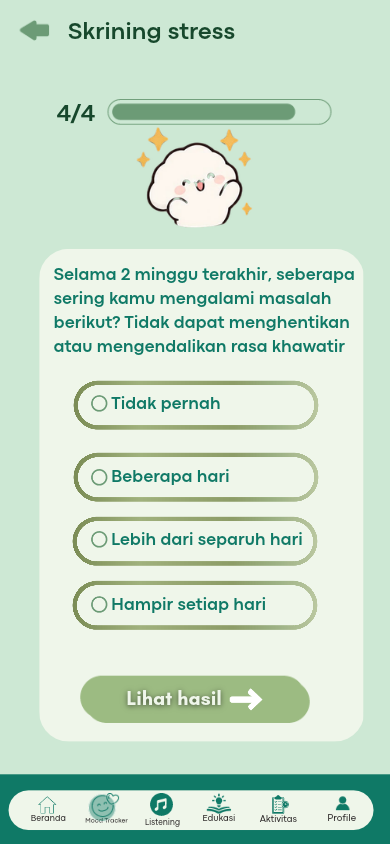 Skrining stress
4/4
Selama 2 minggu terakhir, seberapa
sering kamu mengalami masalah
berikut? Tidak dapat menghentikan
atau mengendalikan rasa khawatir
Tidak pernah
Beberapa hari
Lebih dari separuh hari
Hampir setiap hari
Lihat hasil
Beranda
Mood Tracker
Listening
Edukasi
Aktivitas
Profile